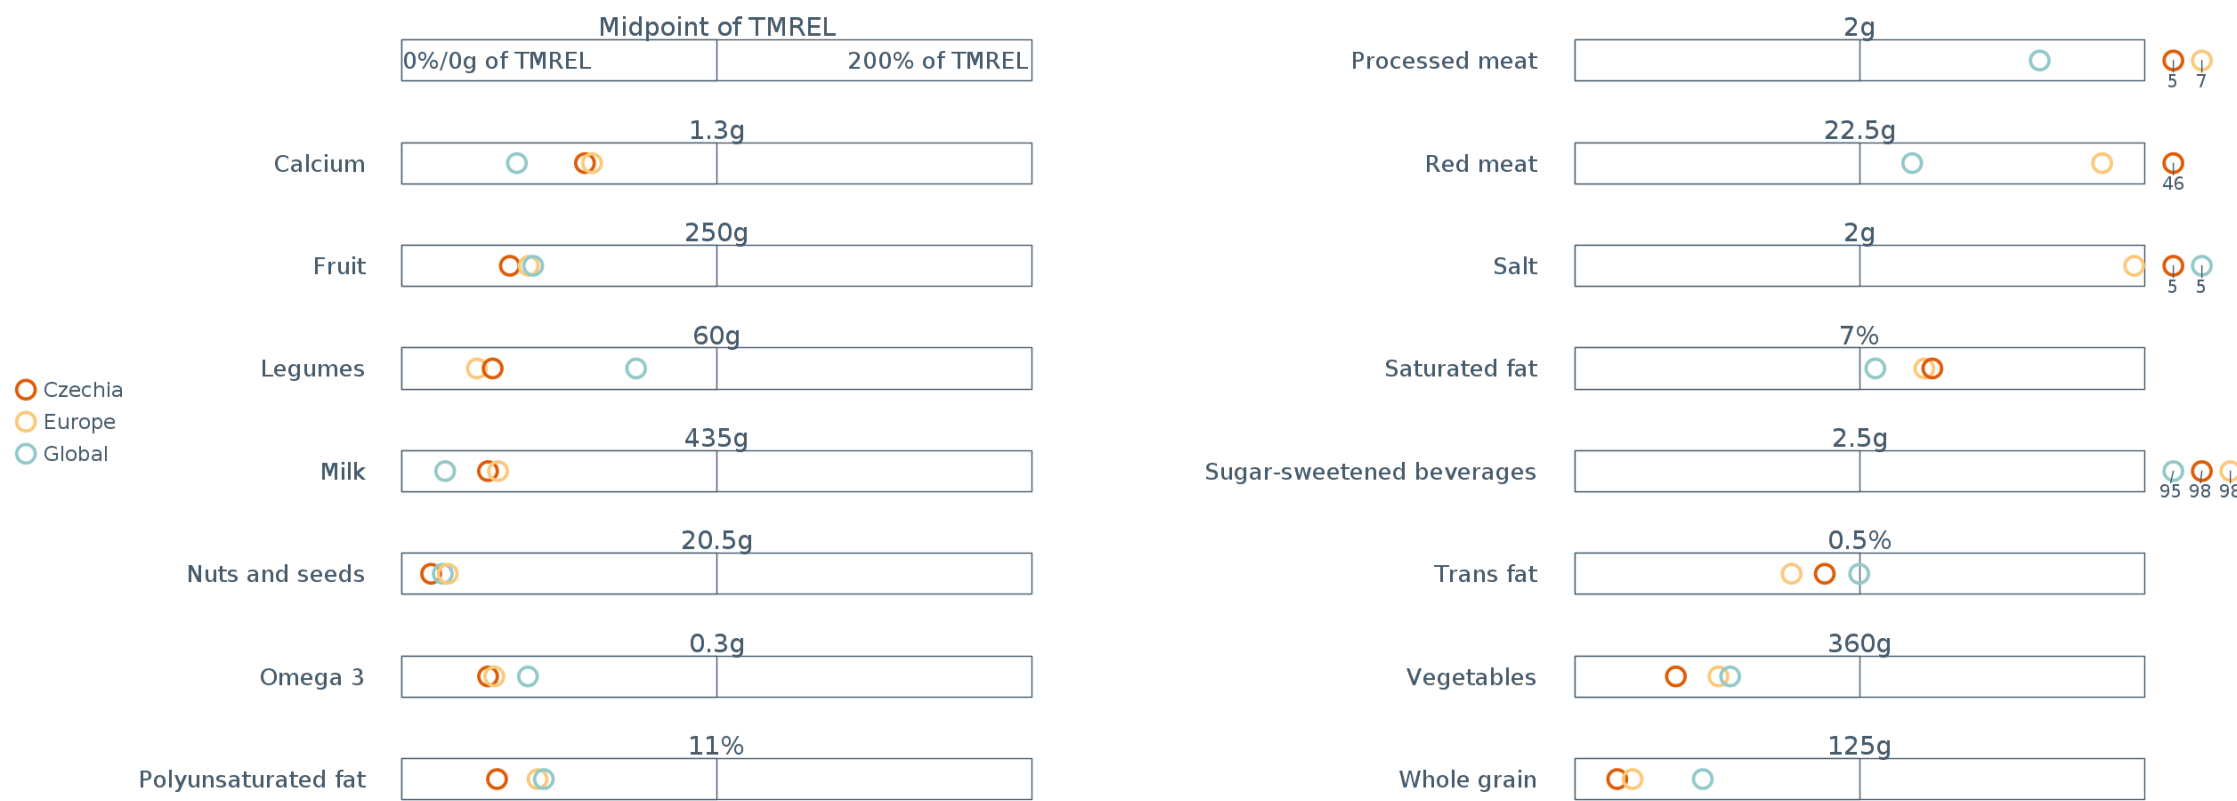 Midpoint of TMREL
0%/0g of TMREL 200% of TMREL
1.3g
Calcium
250g
Fruit
60g
Legumes
435g
Milk
20.5g
Nuts and seeds
0.3g
Omega 3
11%
Polyunsaturated fat
Czechia
Europe
Global
2g
Processed meat
5 7
22.5g
Red meat
46
2g
Salt
5 5
7%
Saturated fat
2.5g
Sugar-sweetened beverages
95 98 98
0.5%
Trans fat
360g
Vegetables
125g
Whole grain